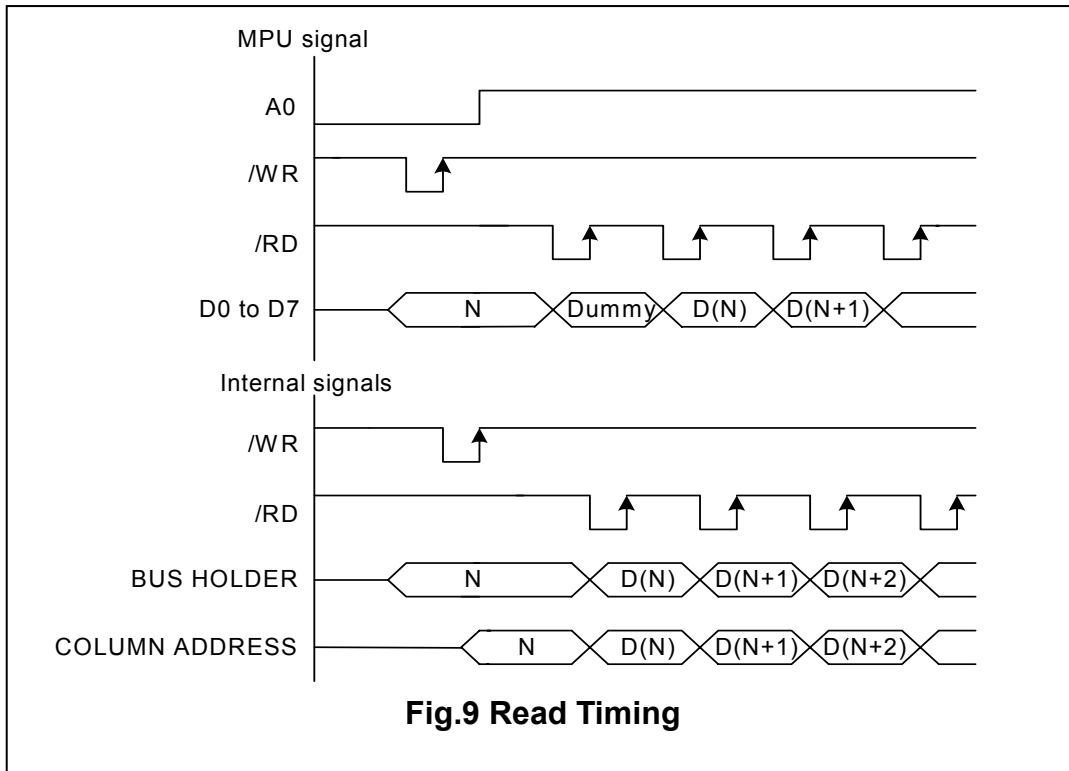 MPU signal
A0
/WR
/RD
D0 to D7
N
Dummy
D(N)
D(N+1)
Internal signals
/WR
/RD
BUS HOLDER
N
D(N)
D(N+1)
D(N+2)
COLUMN ADDRESS
N
D(N)
D(N+1)
D(N+2)
Fig.9 Read Timing